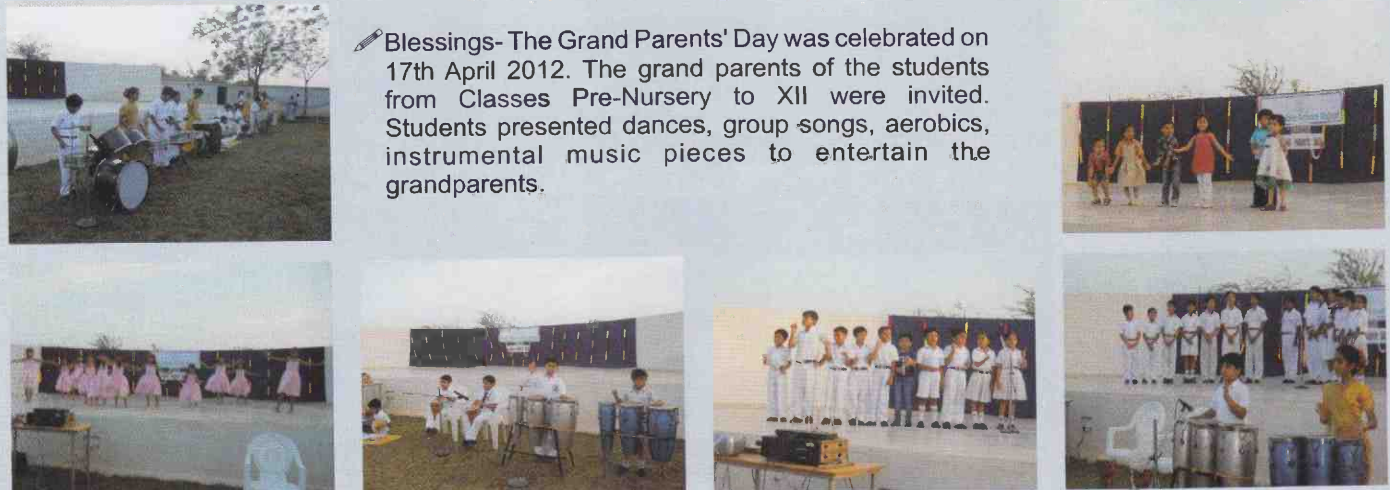 Blessings- The Grand Parents' Day was celebrated on
17th April 2012. The grand parents of the students
from Classes Pre-Nursery to XII were invited.
Students presented dances, group songs, aerobics,
instrumental music pieces to entertain the
grandparents.